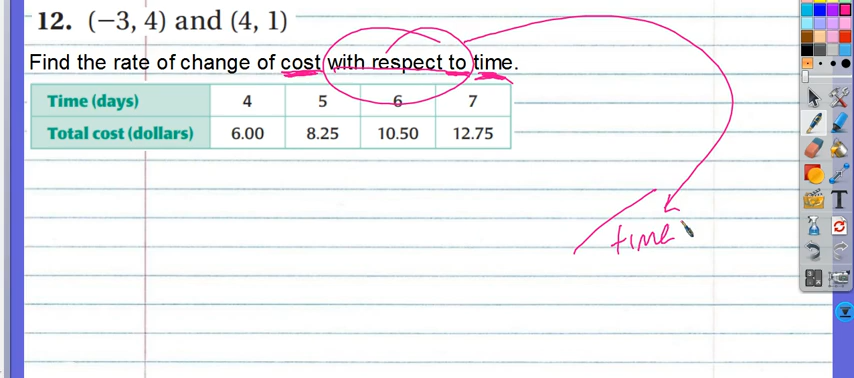 12. (−3, 4) and (4, 1)
Find the rate of change of cost with respect to time.
Time (days) 4 5 6 7
Total cost (dollars) 6.00 8.25 10.50 12.75
time
T